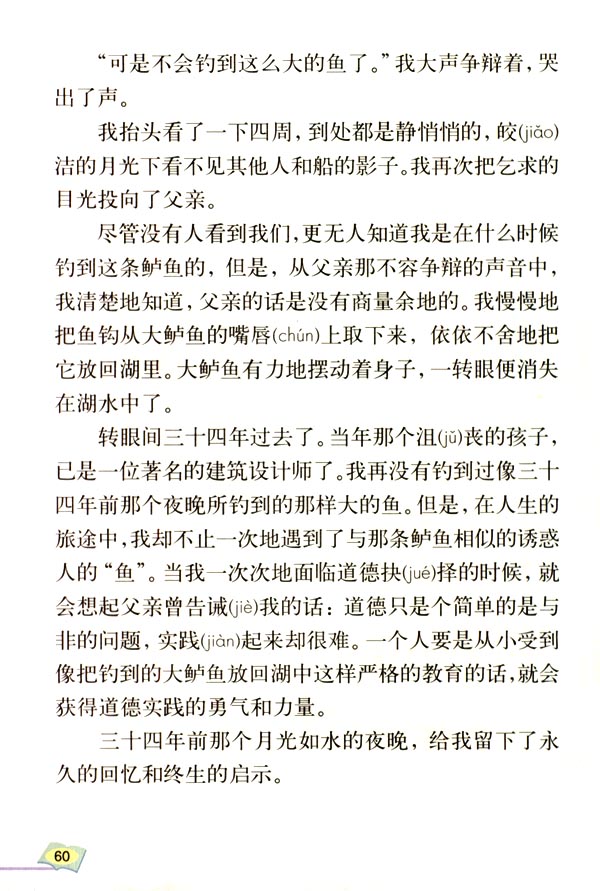 “可是不会钓到这么大的鱼了。”我大声争辩着，哭
出了声。
我抬头看了一下四周，到处都是静悄悄的，皎(jiǎo)
洁的月光下看不见其他人和船的影子。我再次把乞求的
目光投向了父亲。
尽管没有人看到我们，更无人知道我是在什么时候
钓到这条鲈鱼的，但是，从父亲那不容争辩的声音中，
我清楚地知道，父亲的话是没有商量余地的。我慢慢地
把鱼钩从大鲈鱼的嘴唇(chún)上取下来，依依不舍地把
它放回湖里。大鲈鱼有力地摆动着身子，一转眼便消失
在湖水中了。
转眼间三十四年过去了。当年那个沮(jǔ)丧的孩子，
已是一位著名的建筑设计师了。我再没有钓到过像三十
四年前那个夜晚所钓到的那样大的鱼。但是，在人生的
旅途中，我却不止一次地遇到了与那条鲈鱼相似的诱惑
人的“鱼”。当我一次次地面临道德抉(jué)择的时候，就
会想起父亲曾告诫(jiè)我的话：道德只是个简单的是与
非的问题，实践(jiàn)起来却很难。一个人要是从小受到
像把钓到的大鲈鱼放回湖中这样严格的教育的话，就会
获得道德实践的勇气和力量。
三十四年前那个月光如水的夜晚，给我留下了永
久的回忆和终生的启示。
60